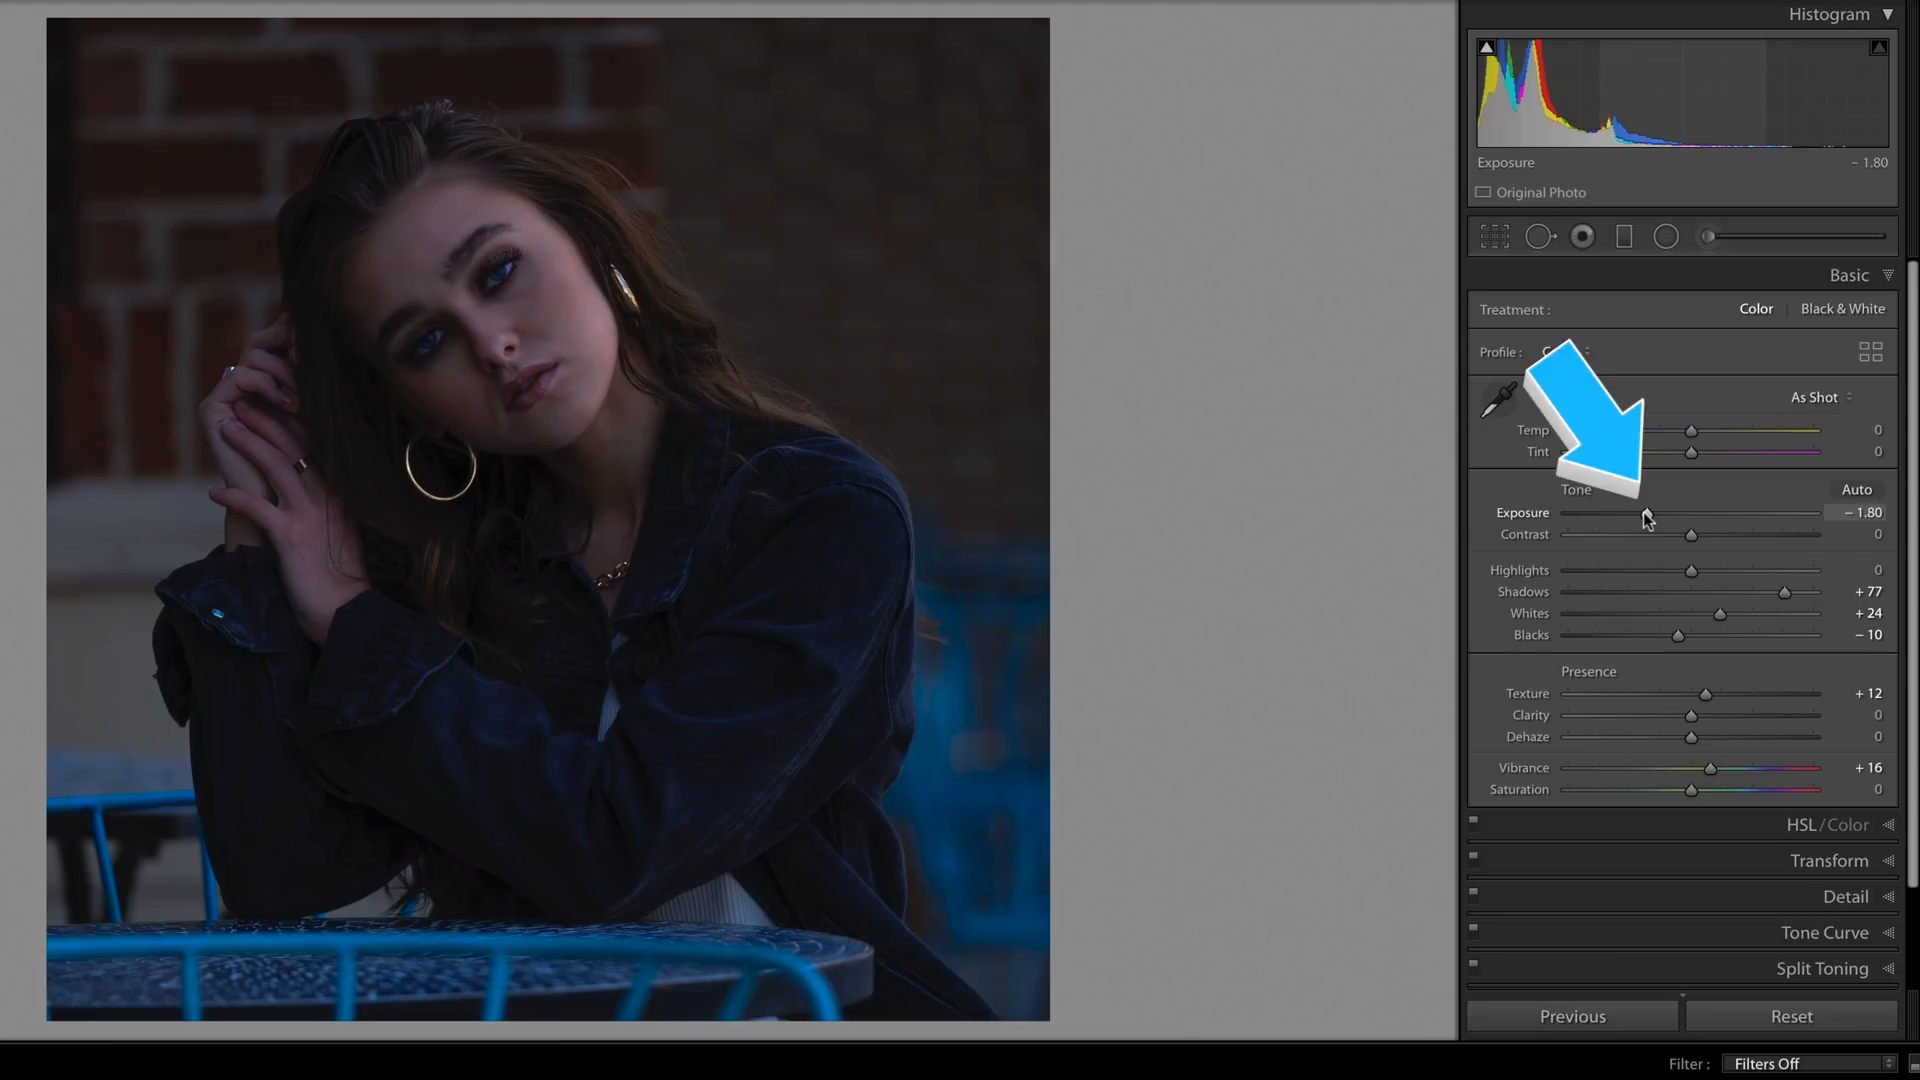 Histogram
Exposure − 1.80
Original Photo
Basic
Treatment : Color Black & White
Profile :
As Shot
Temp 0
Tint 0
Tone Auto
Exposure − 1.80
Contrast 0
Highlights 0
Shadows + 77
Whites + 24
Blacks − 10
Presence
Texture + 12
Clarity 0
Dehaze 0
Vibrance + 16
Saturation 0
HSL / Color
Transform
Detail
Tone Curve
Split Toning
Previous Reset
Filter : Filters Off